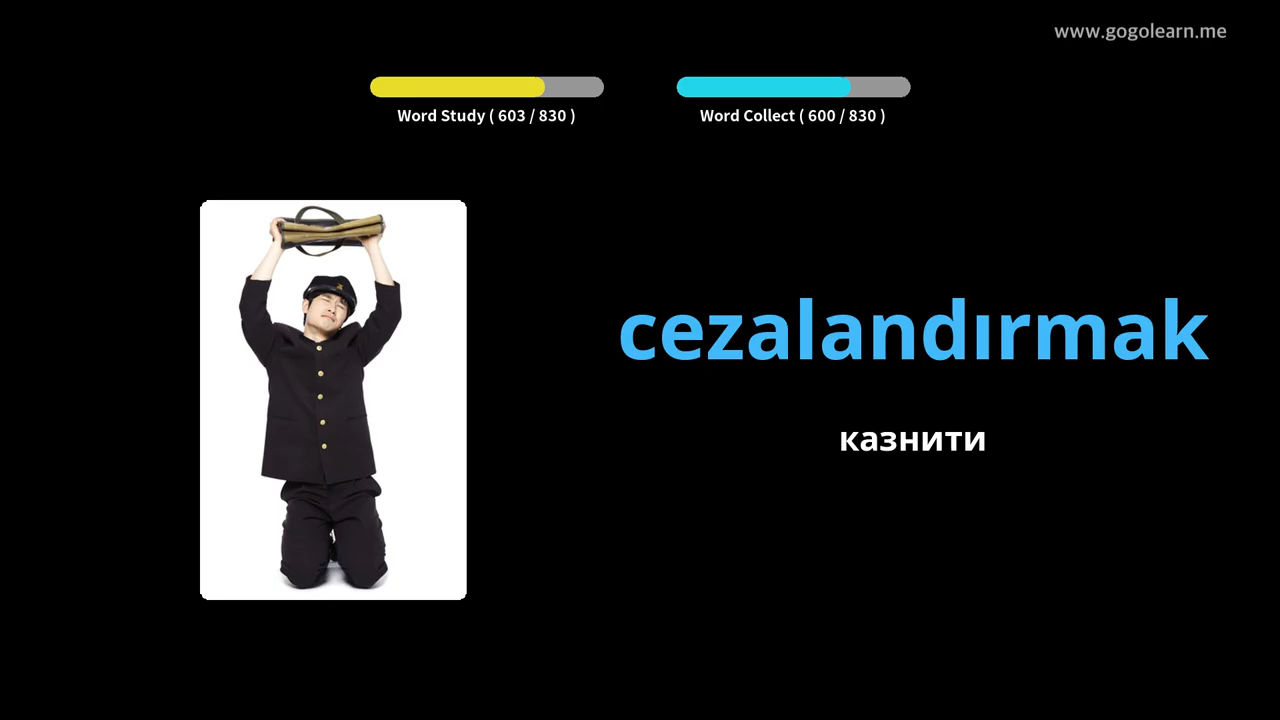 www.gogolearn.me
Word Study ( 603 / 830 )
Word Collect ( 600 / 830 )
cezalandırmak
казнити